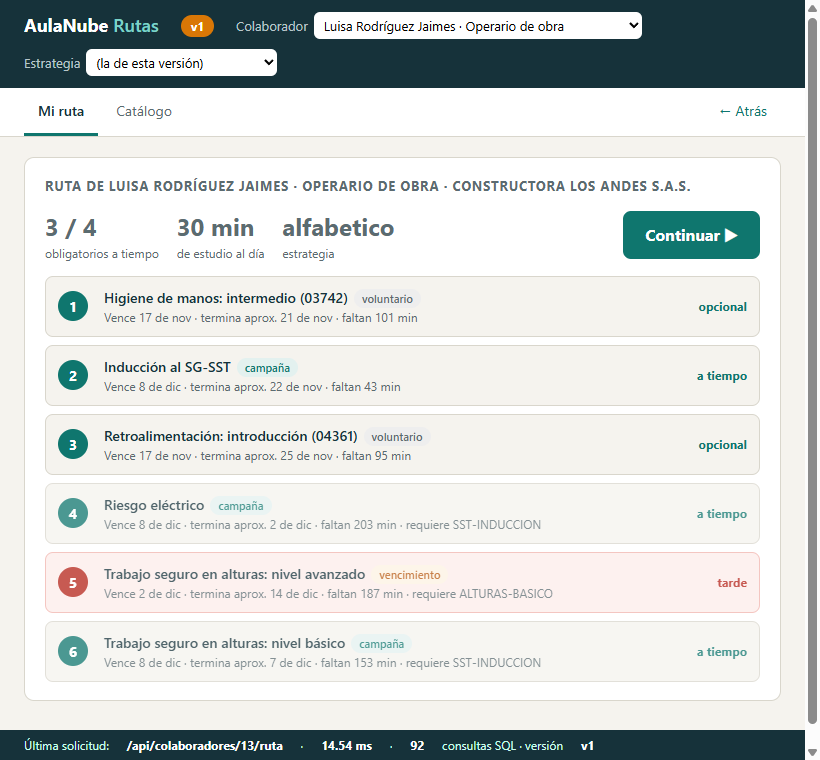 AulaNube Rutas v1 Colaborador Luisa Rodríguez Jaimes · Operario de obra
Estrategia (la de esta versión)
Mi ruta Catálogo ← Atrás
RUTA DE LUISA RODRÍGUEZ JAIMES · OPERARIO DE OBRA · CONSTRUCTORA LOS ANDES S.A.S.
3 / 4 30 min alfabetico Continuar ▶
obligatorios a tiempo de estudio al día estrategia
1 Higiene de manos: intermedio (03742) voluntario
Vence 17 de nov · termina aprox. 21 de nov · faltan 101 min
opcional
2 Inducción al SG-SST campaña
Vence 8 de dic · termina aprox. 22 de nov · faltan 43 min
a tiempo
3 Retroalimentación: introducción (04361) voluntario
Vence 17 de nov · termina aprox. 25 de nov · faltan 95 min
opcional
4 Riesgo eléctrico campaña
Vence 8 de dic · termina aprox. 2 de dic · faltan 203 min · requiere SST-INDUCCION
a tiempo
5 Trabajo seguro en alturas: nivel avanzado vencimiento
Vence 2 de dic · termina aprox. 14 de dic · faltan 187 min · requiere ALTURAS-BASICO
tarde
6 Trabajo seguro en alturas: nivel básico campaña
Vence 8 de dic · termina aprox. 7 de dic · faltan 153 min · requiere SST-INDUCCION
a tiempo
Última solicitud: /api/colaboradores/13/ruta · 14.54 ms · 92 consultas SQL · versión v1